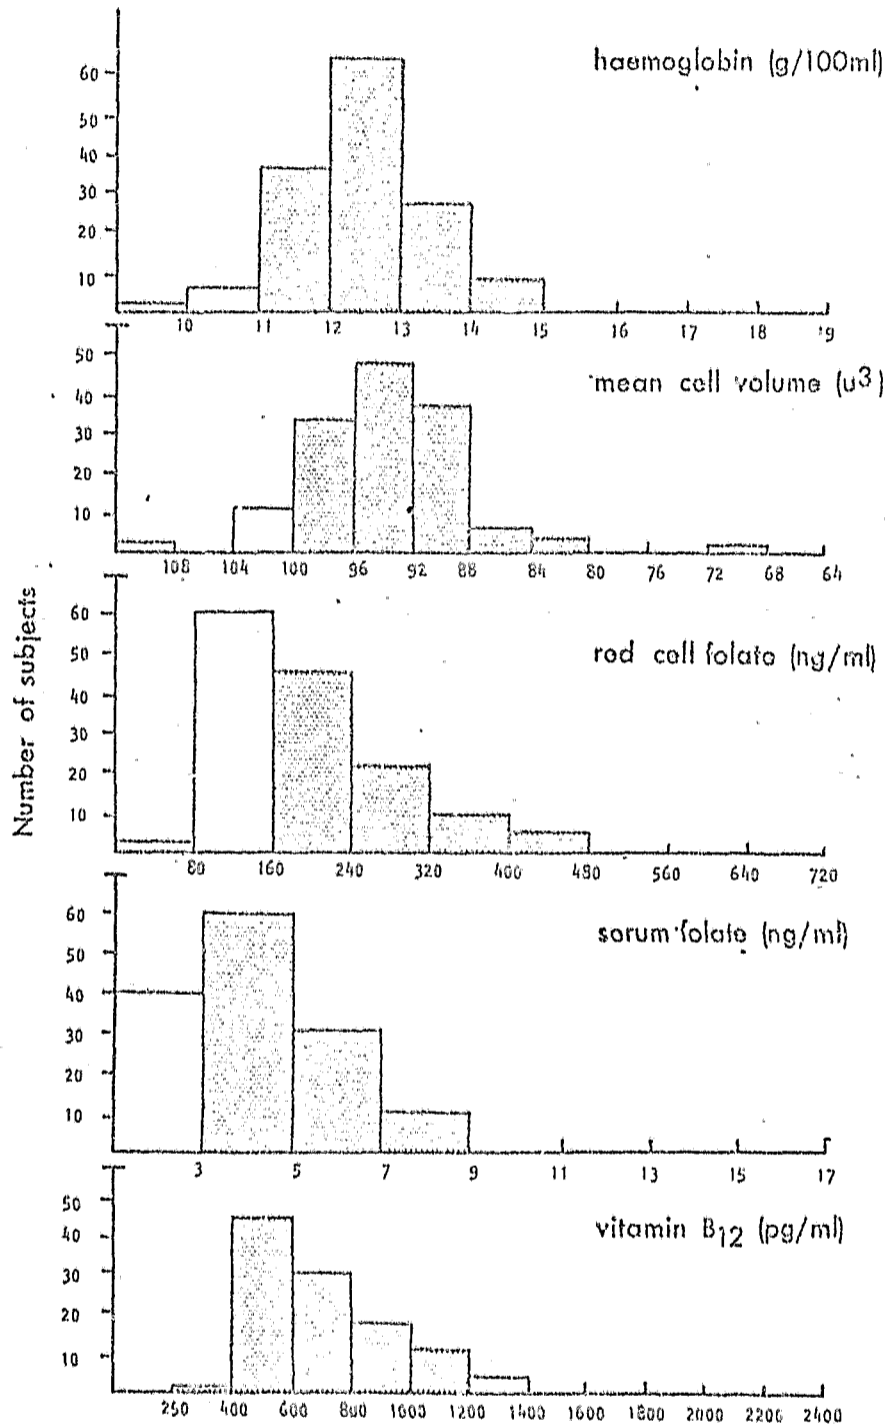 haemoglobin (g/100ml)
60
50
40
30
20
10
10 11 12 13 14 15 16 17 18 19
mean cell volume (u3)
50
40
30
20
10
108 104 100 96 92 88 84 80 76 72 68 64
Number of subjects
red cell folate (ng/ml)
60
50
40
30
20
10
80 160 240 320 400 480 560 640 720
serum folate (ng/ml)
60
50
40
30
20
10
3 5 7 9 11 13 15 17
vitamin B12 (pg/ml)
50
40
30
20
10
250 400 600 800 1000 1200 1400 1600 1800 2000 2200 2400